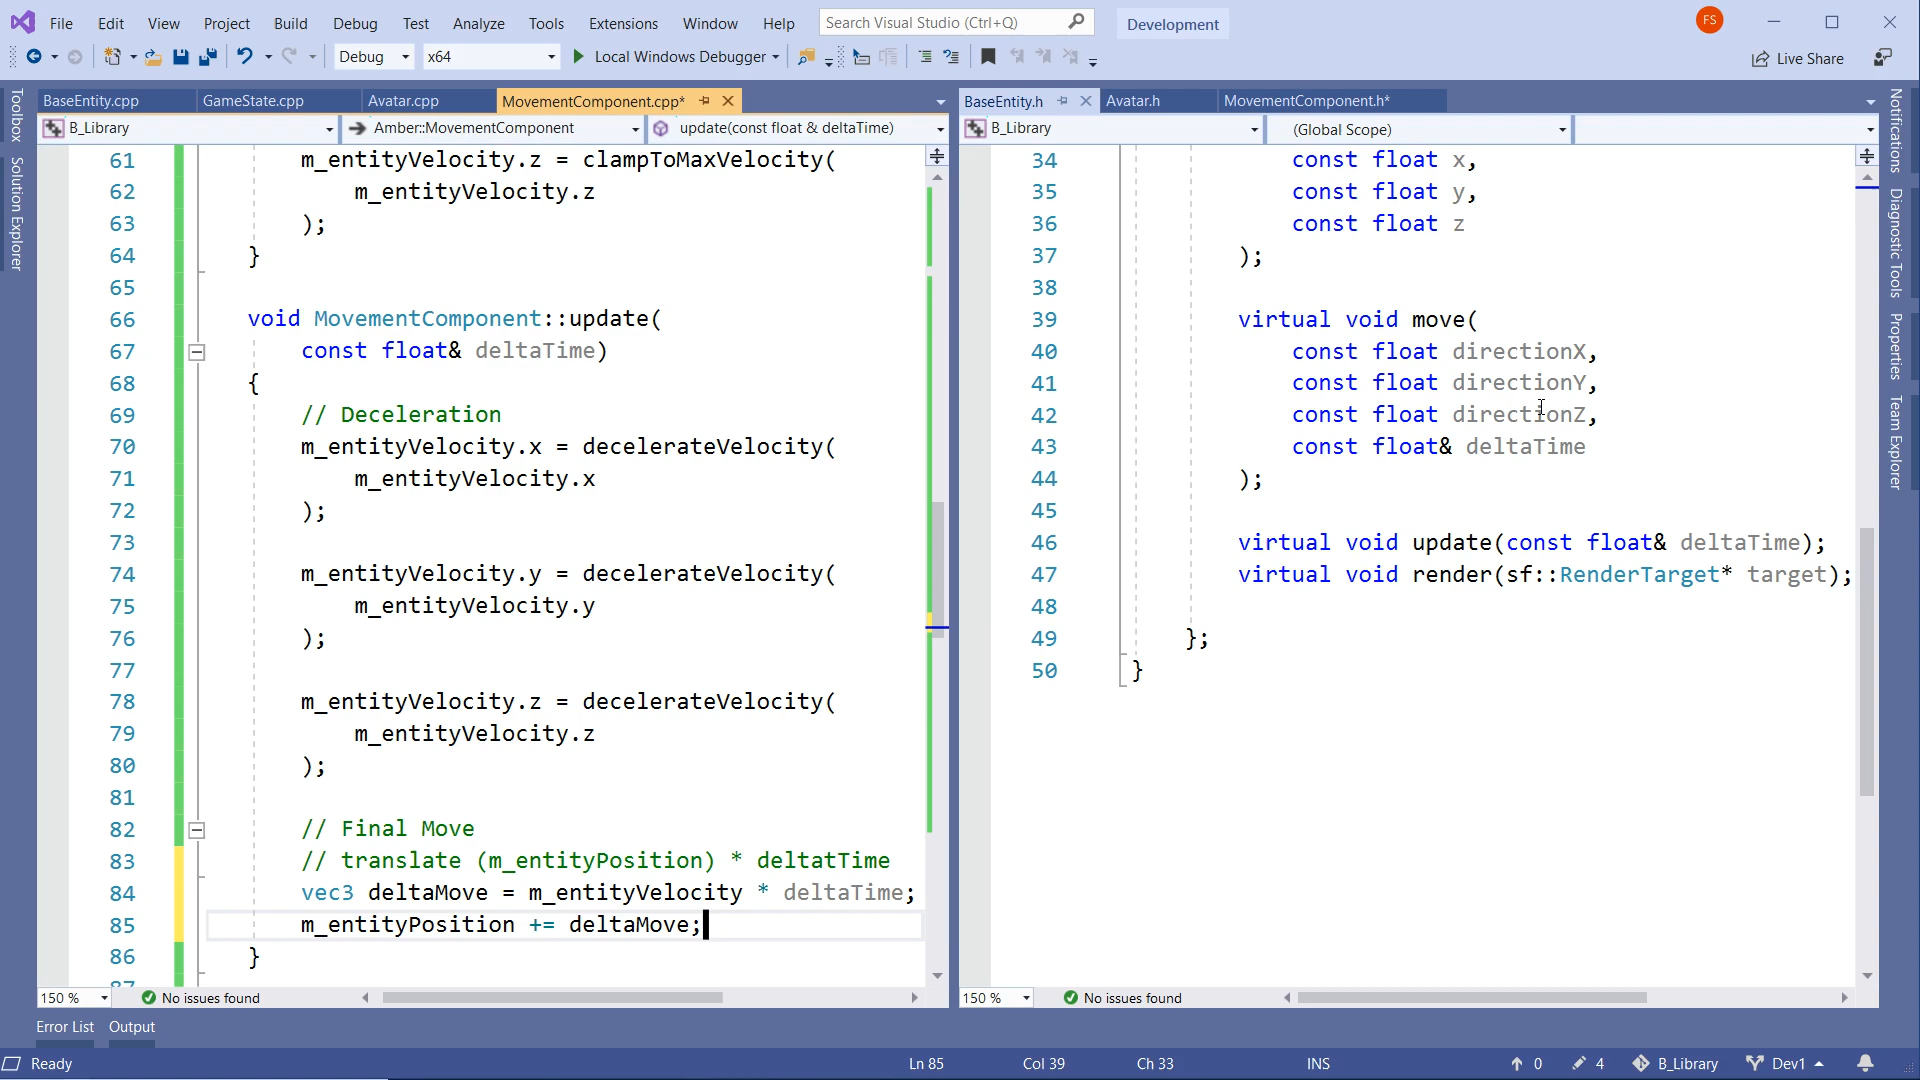 File Edit View Project Build Debug Test Analyze Tools Extensions Window Help Search Visual Studio (Ctrl+Q) Development FS
Debug x64 Local Windows Debugger Live Share
BaseEntity.cpp GameState.cpp Avatar.cpp MovementComponent.cpp* BaseEntity.h Avatar.h MovementComponent.h*
B_Library Amber::MovementComponent update(const float & deltaTime) B_Library (Global Scope)
Toolbox
Solution Explorer
61 m_entityVelocity.z = clampToMaxVelocity(
62 m_entityVelocity.z
63 );
64 }
65
66 void MovementComponent::update(
67 const float& deltaTime)
68 {
69 // Deceleration
70 m_entityVelocity.x = decelerateVelocity(
71 m_entityVelocity.x
72 );
73
74 m_entityVelocity.y = decelerateVelocity(
75 m_entityVelocity.y
76 );
77
78 m_entityVelocity.z = decelerateVelocity(
79 m_entityVelocity.z
80 );
81
82 // Final Move
83 // translate (m_entityPosition) * deltatTime
84 vec3 deltaMove = m_entityVelocity * deltaTime;
85 m_entityPosition += deltaMove;
86 }
34 const float x,
35 const float y,
36 const float z
37 );
38
39 virtual void move(
40 const float directionX,
41 const float directionY,
42 const float directionZ,
43 const float& deltaTime
44 );
45
46 virtual void update(const float& deltaTime);
47 virtual void render(sf::RenderTarget* target);
48
49 };
50 }
Notifications
Diagnostic Tools
Properties
Team Explorer
150 % No issues found 150 % No issues found
Error List Output
Ready Ln 85 Col 39 Ch 33 INS 0 4 B_Library Dev1